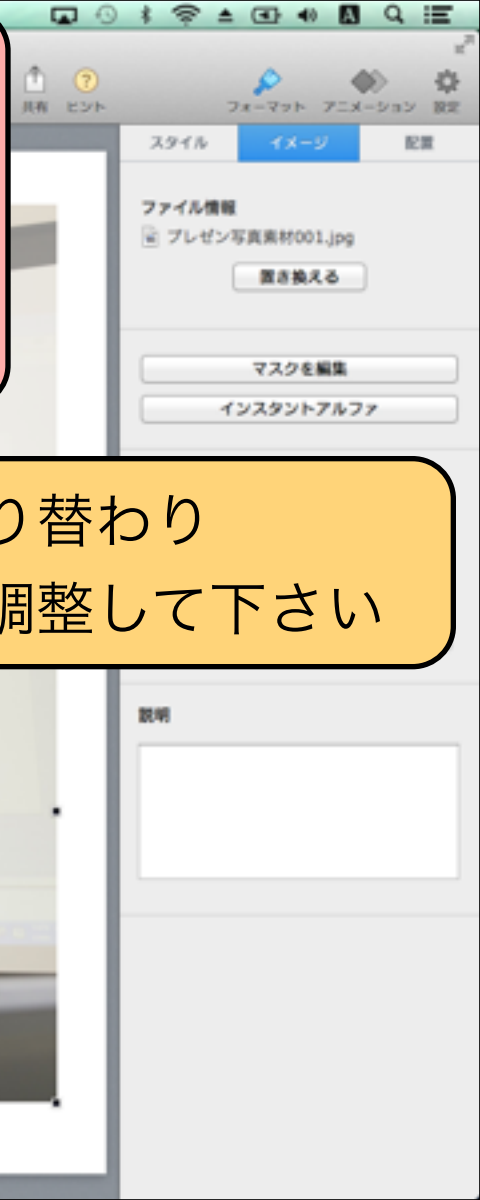 A
共有 ヒント フォーマット アニメーション 設定
スタイル イメージ 配置
ファイル情報
プレゼン写真素材001.jpg
置き換える
マスクを編集
インスタントアルファ
り替わり
調整して下さい
説明